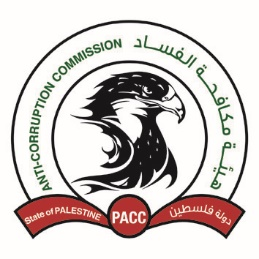 ANTI-CORRUPTION COMMISSION
هيئة مكافحة الفساد
State of PALESTINE
PACC
دولة فلسطين